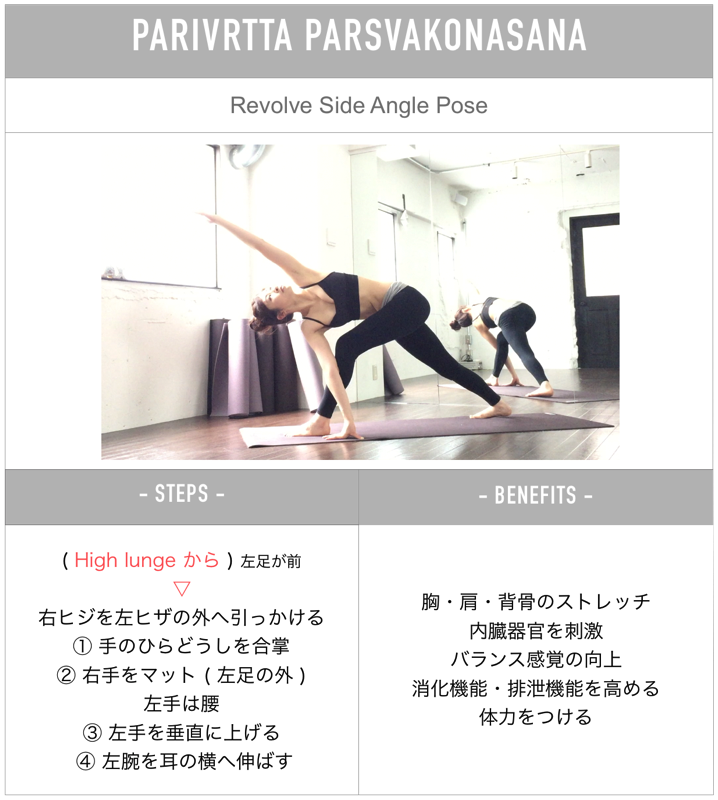 PARIVRTTA PARSVAKONASANA
Revolve Side Angle Pose
- STEPS -
( High lunge から ) 左足が前
▽
右ヒジを左ヒザの外へ引っかける
① 手のひらどうしを合掌
② 右手をマット ( 左足の外 )
左手は腰
③ 左手を垂直に上げる
④ 左腕を耳の横へ伸ばす
- BENEFITS -
胸・肩・背骨のストレッチ
内臓器官を刺激
バランス感覚の向上
消化機能・排泄機能を高める
体力をつける